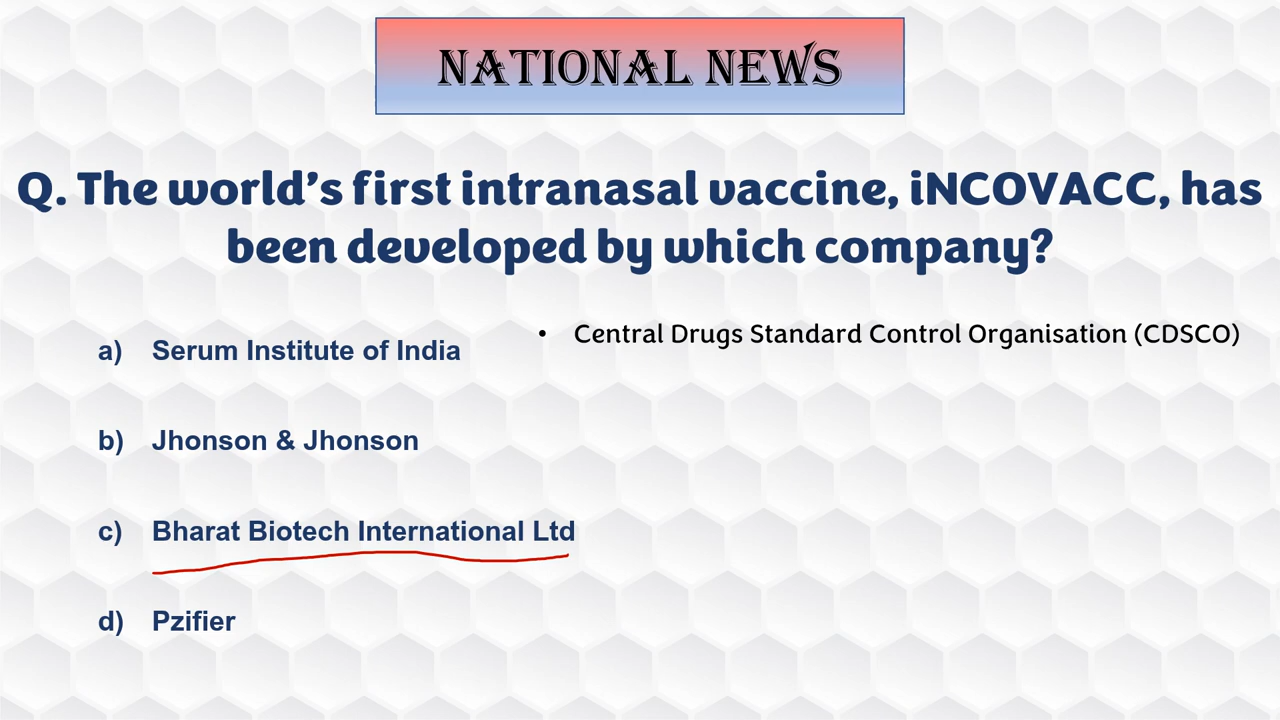 NATIONAL NEWS
Q. The world's first intranasal vaccine, iNCOVACC, has
been developed by which company?
• Central Drugs Standard Control Organisation (CDSCO)
a) Serum Institute of India
b) Jhonson & Jhonson
c) Bharat Biotech International Ltd
d) Pzifier